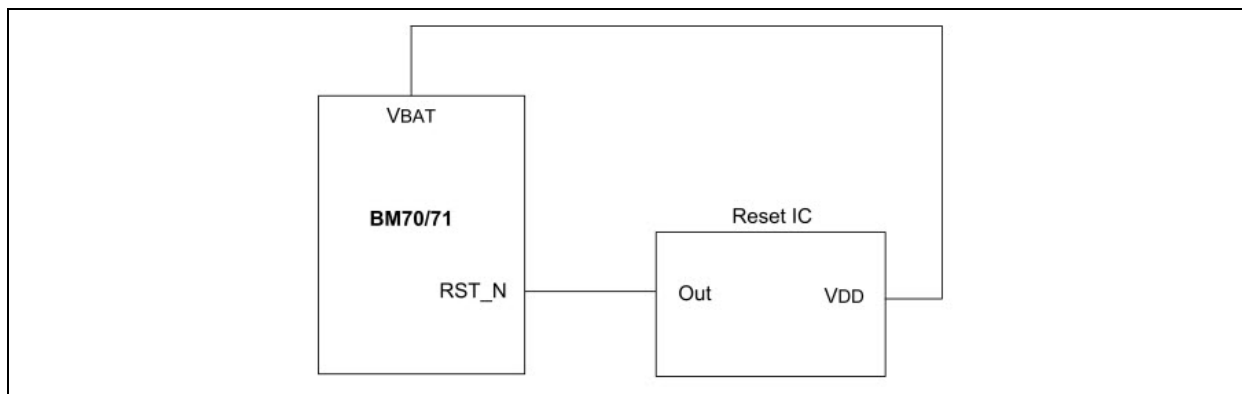 VBAT
BM70/71
Reset IC
RST_N
Out
VDD